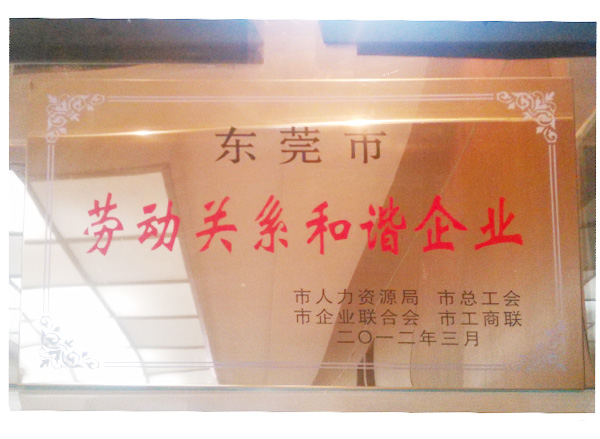 东莞市
劳动关系和谐企业
市人力资源局 市总工会
市企业联合会 市工商联
二〇一二年三月